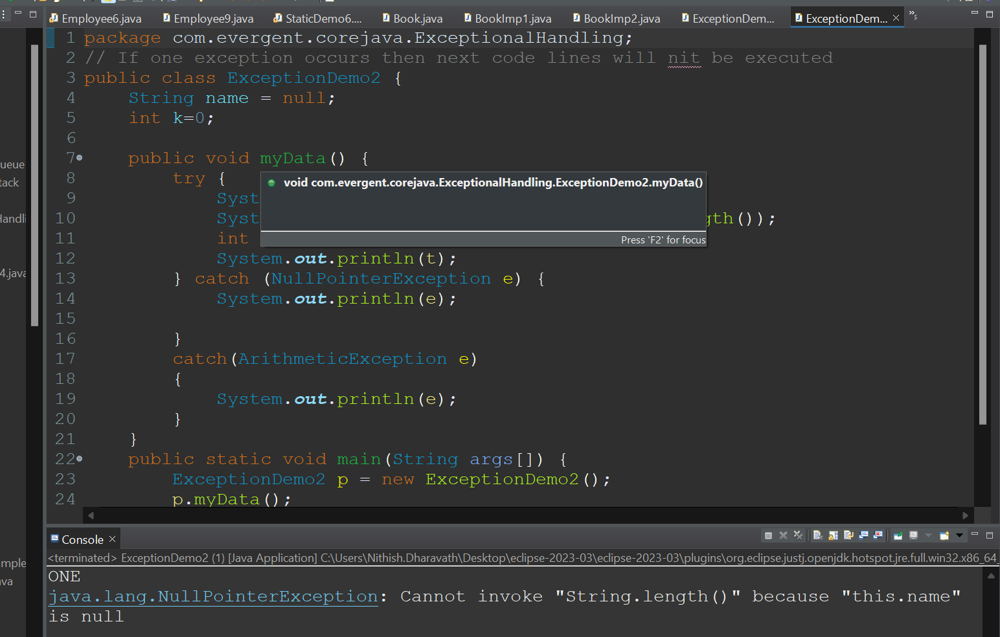 Employee6.java Employee9.java StaticDemo6.... Book.java BookImp1.java BookImp2.java ExceptionDem... ExceptionDem... » 5
1 package com.evergent.corejava.ExceptionalHandling;
2 // If one exception occurs then next code lines will nit be executed
3 public class ExceptionDemo2 {
4 String name = null;
5 int k=0;
6
7 public void myData() {
8 try {
void com.evergent.corejava.ExceptionalHandling.ExceptionDemo2.myData()
9 Syst
10 Syst gth());
11 int
Press 'F2' for focus
12 System.out.println(t);
13 } catch (NullPointerException e) {
14 System.out.println(e);
15
16 }
17 catch(ArithmeticException e)
18 {
19 System.out.println(e);
20 }
21 }
22 public static void main(String args[]) {
23 ExceptionDemo2 p = new ExceptionDemo2();
24 p.myData();
ueue
tack
Handli
4.java
mple
va
Console
<terminated> ExceptionDemo2 (1) [Java Application] C:\Users\Nithish.Dharavath\Desktop\eclipse-2023-03\eclipse-2023-03\plugins\org.eclipse.justj.openjdk.hotspot.jre.full.win32.x86_64_
ONE
java.lang.NullPointerException: Cannot invoke "String.length()" because "this.name"
is null